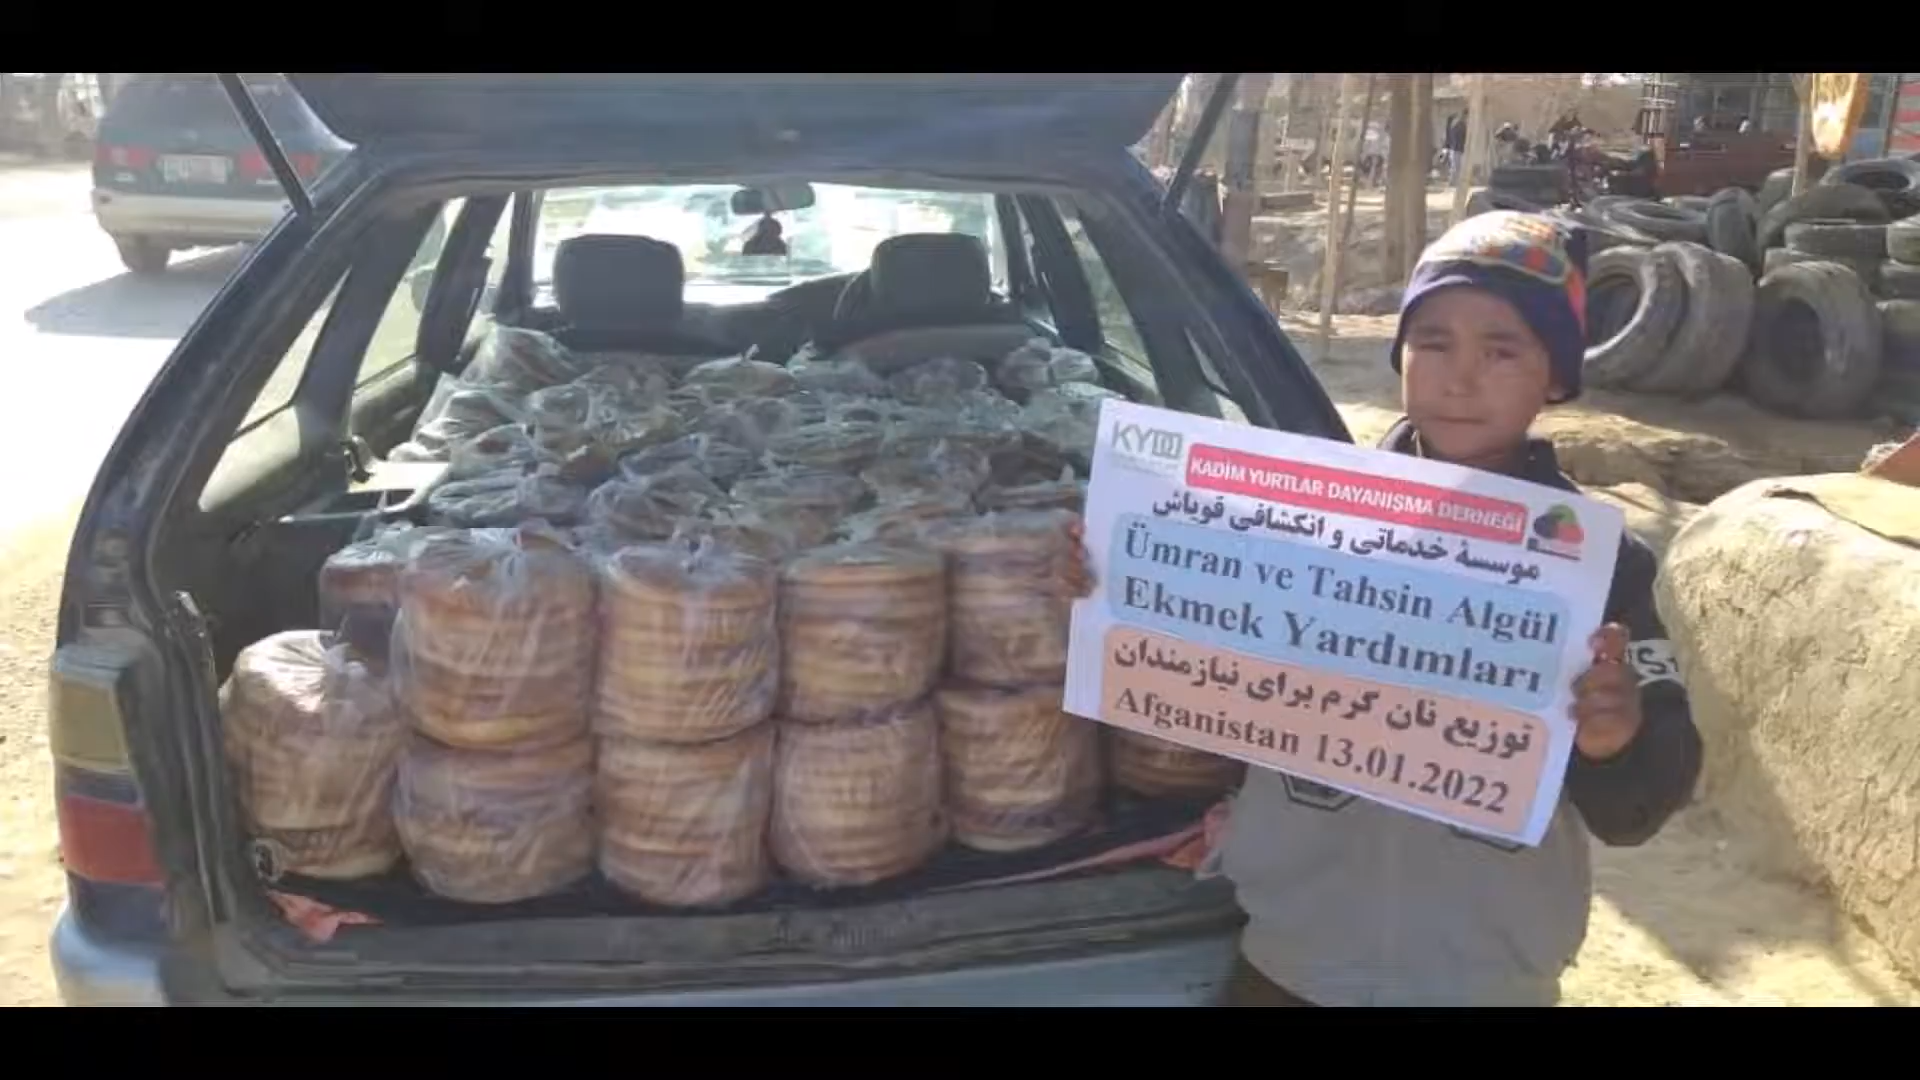 KYDD
KADİM YURTLAR DAYANIŞMA DERNEĞİ
موسسهٔ خدماتی و انکشافی قویاش
Ümran ve Tahsin Algül
Ekmek Yardımları
توزیع نان گرم برای نیازمندان
Afganistan 13.01.2022